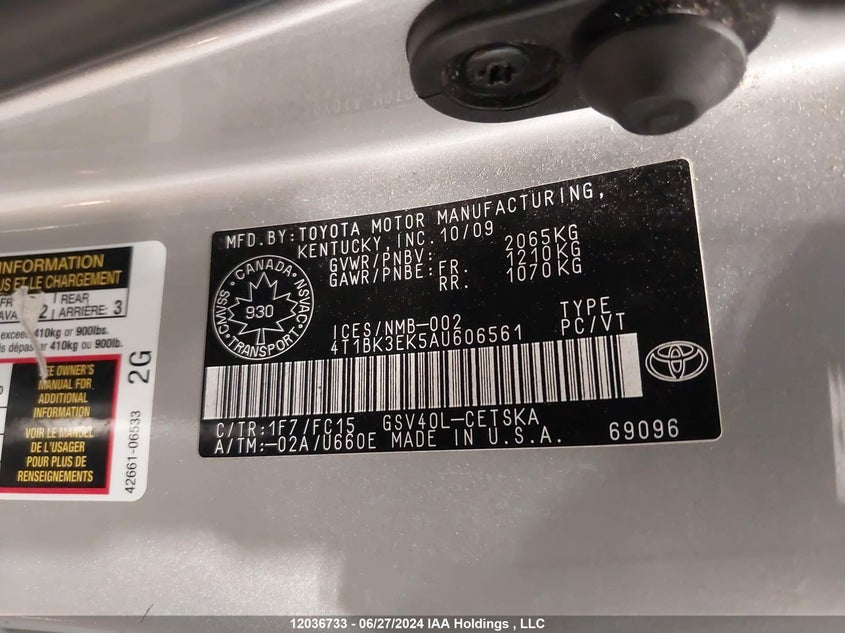 MFD.BY:TOYOTA MOTOR MANUFACTURING,
KENTUCKY, INC. 10/09
GVWR/PNBV: 2065KG
GAWR/PNBE: FR. 1210KG
RR. 1070KG
CANADA
CMVSS NSVAC
930
TRANSPORT
ICES/NMB-002
TYPE
4T1BK3EK5AU606561 PC/VT
C/TR:1F7/FC15 GSV40L-CETSKA
A/TM:-02A/U660E MADE IN U.S.A. 69096
INFORMATION
US ET LE CHARGEMENT
FR 2 REAR
ARRIÈRE: 3
exceed 410kg or 900lbs.
is dépasser 410kg ou 900lb.
SEE OWNER'S
MANUAL FOR
ADDITIONAL
INFORMATION
VOIR LE MANUEL
DE L'USAGER
POUR PLUS DE
RENSEIGNEMENTS
42661-06533 2G
12036733 - 06/27/2024 IAA Holdings , LLC